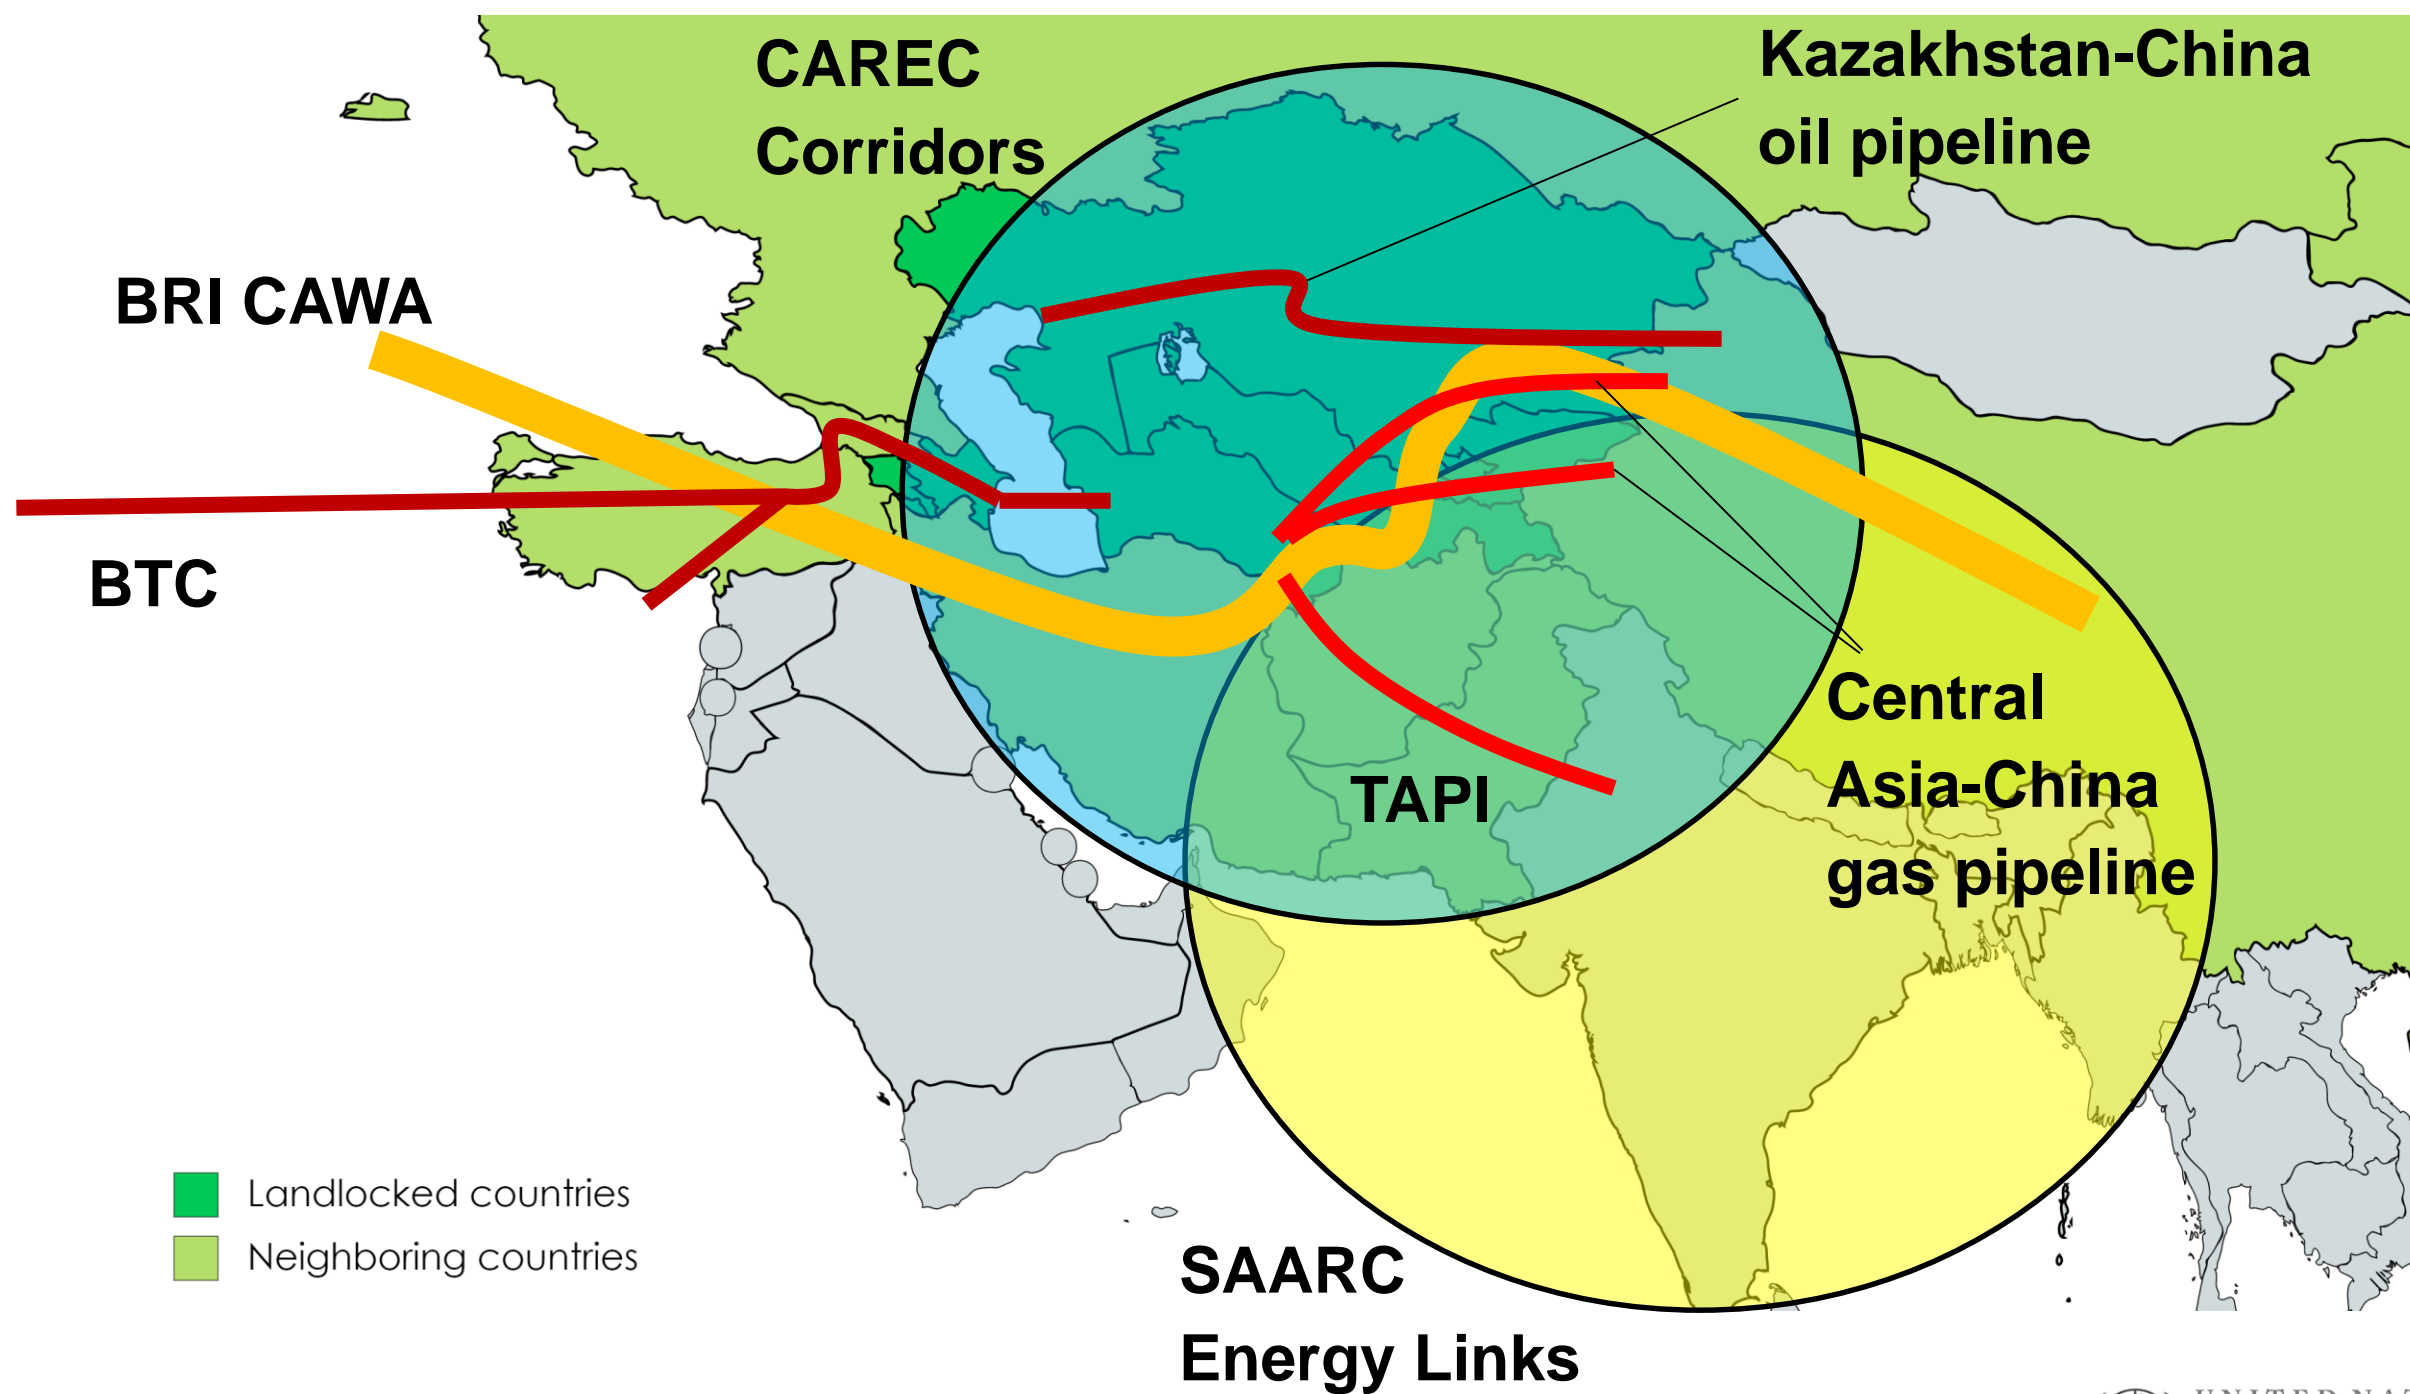 CAREC
Corridors
Kazakhstan-China
oil pipeline
BRI CAWA
BTC
Central
Asia-China
gas pipeline
TAPI
Landlocked countries
Neighboring countries
SAARC
Energy Links